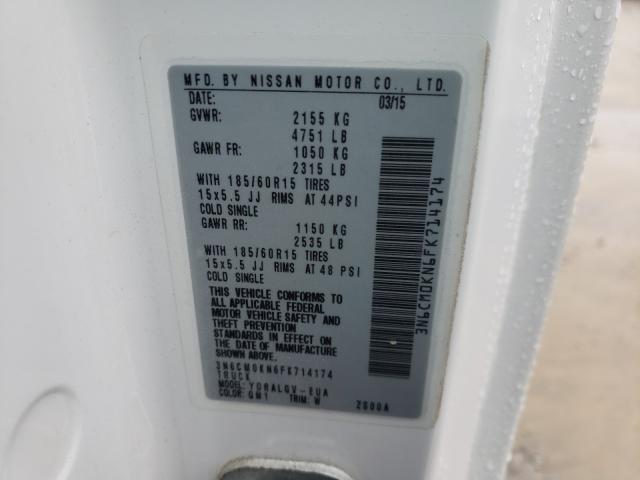 MFD. BY NISSAN MOTOR CO., LTD.
DATE: 03/15
GVWR: 2155 KG
4751 LB
GAWR FR: 1050 KG
2315 LB
WITH 185/60R15 TIRES
15x5.5 JJ RIMS AT 44PSI
COLD SINGLE
GAWR RR: 1150 KG
2535 LB
WITH 185/60R15 TIRES
15x5.5 JJ RIMS AT 48 PSI
COLD SINGLE
THIS VEHICLE CONFORMS TO
ALL APPLICABLE FEDERAL
MOTOR VEHICLE SAFETY AND
THEFT PREVENTION
STANDARDS IN EFFECT ON
THE DATE OF MANUFACTURE
SHOWN ABOVE.
3N6CM0KN6FK714174
TRUCK
MODEL: YDRALGV-EUA
COLOR: QM1 TRIM: W 2000A
3N6CM0KN6FK714174